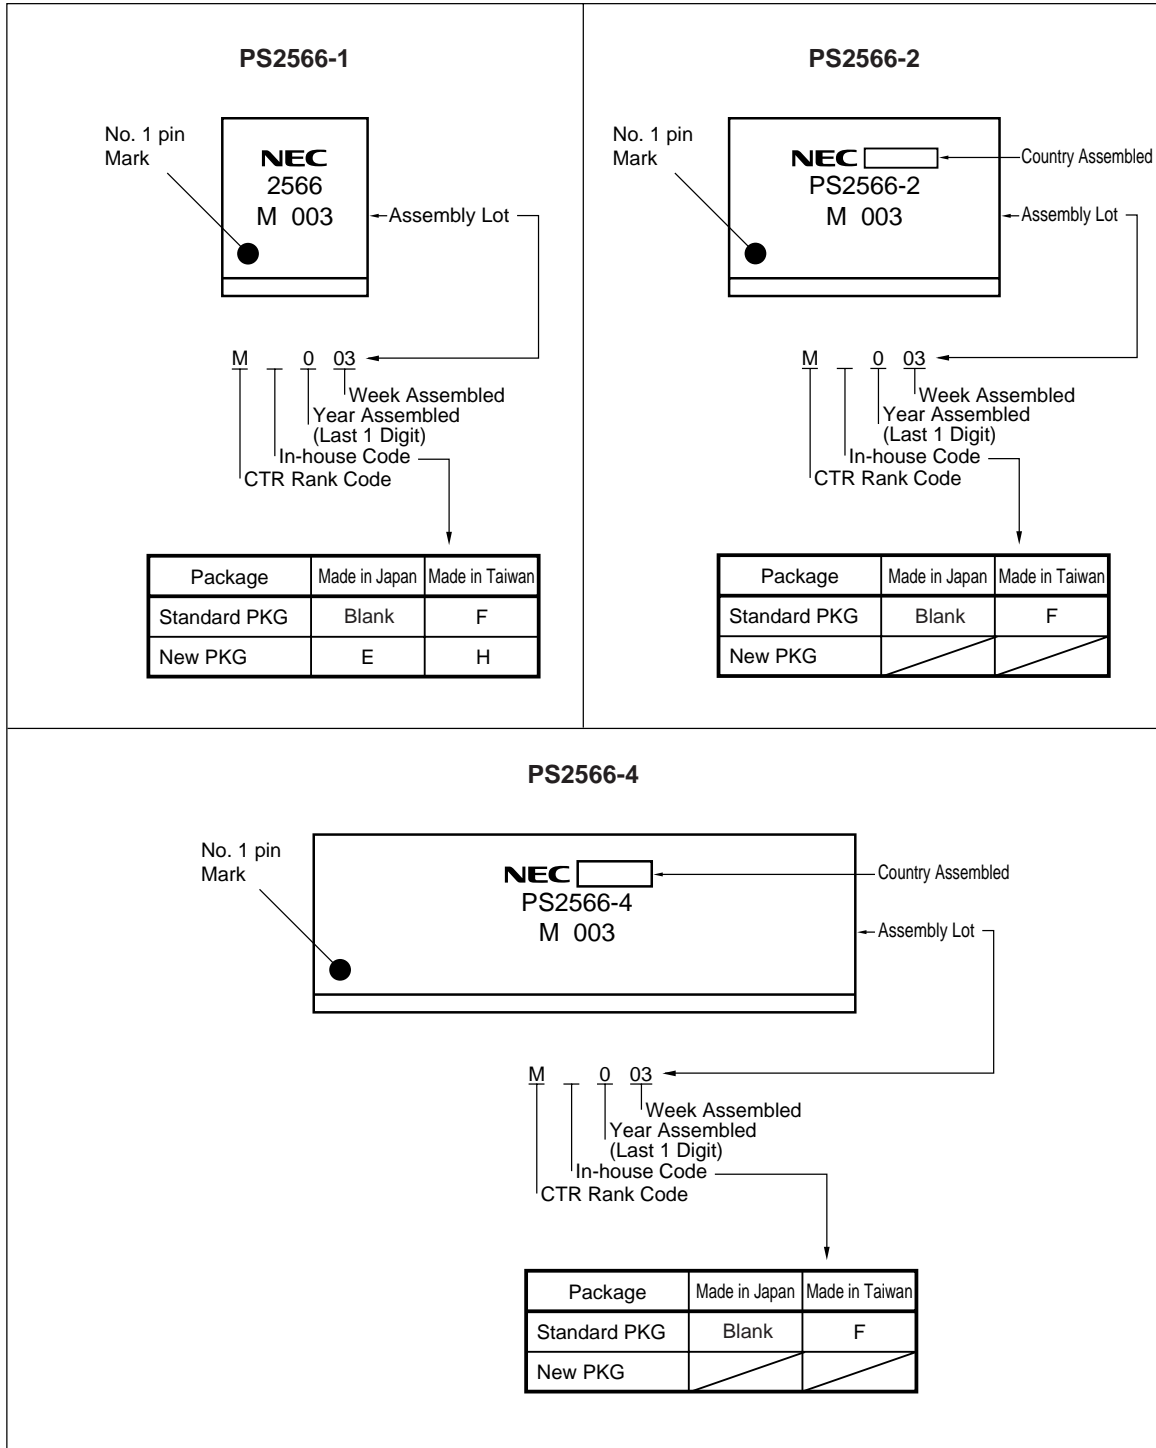 PS2566-1
No. 1 pin
Mark
NEC
2566
M 003
Assembly Lot
M 0 03
Week Assembled
Year Assembled
(Last 1 Digit)
In-house Code
CTR Rank Code
Package Made in Japan Made in Taiwan
Standard PKG Blank F
New PKG E H
PS2566-2
No. 1 pin
Mark
NEC
Country Assembled
PS2566-2
M 003
Assembly Lot
M 0 03
Week Assembled
Year Assembled
(Last 1 Digit)
In-house Code
CTR Rank Code
Package Made in Japan Made in Taiwan
Standard PKG Blank F
New PKG
PS2566-4
No. 1 pin
Mark
NEC
Country Assembled
PS2566-4
M 003
Assembly Lot
M 0 03
Week Assembled
Year Assembled
(Last 1 Digit)
In-house Code
CTR Rank Code
Package Made in Japan Made in Taiwan
Standard PKG Blank F
New PKG